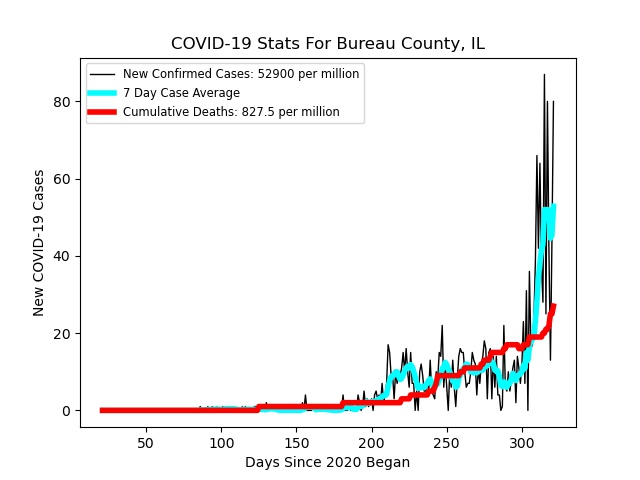 COVID-19 Stats For Bureau County, IL
New Confirmed Cases: 52900 per million
7 Day Case Average
Cumulative Deaths: 827.5 per million
New COVID-19 Cases
80
60
40
20
0
50 100 150 200 250 300
Days Since 2020 Began